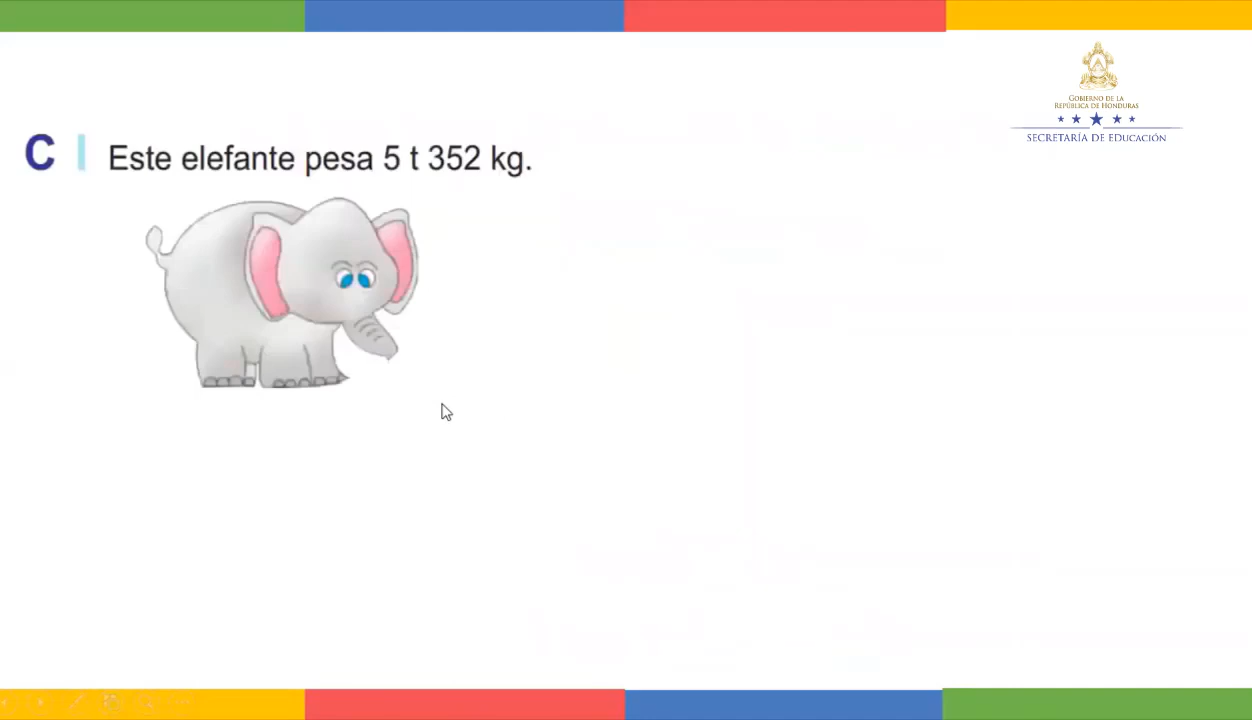 GOBIERNO DE LA
REPÚBLICA DE HONDURAS
SECRETARÍA DE EDUCACIÓN
C | Este elefante pesa 5 t 352 kg.